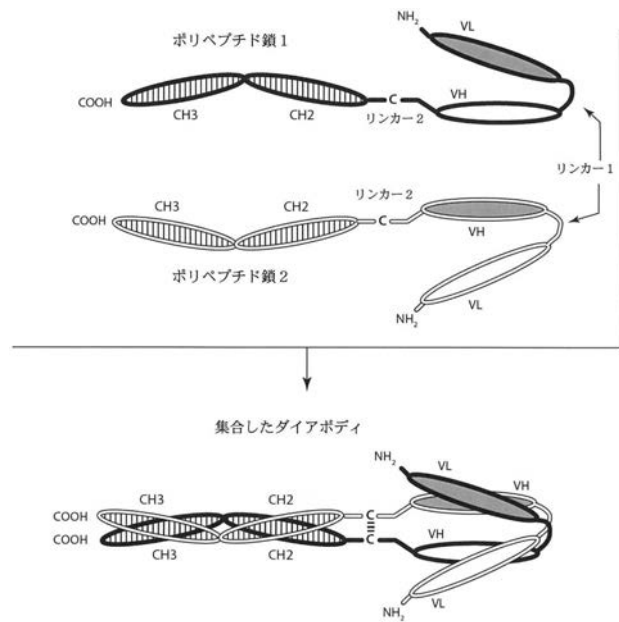 ポリペプチド鎖1
NH₂
VL
COOH
CH3
CH2
C
リンカー2
VH
リンカー1
リンカー2
COOH
CH3
CH2
C
VH
ポリペプチド鎖2
NH₂
VL
集合したダイアボディ
NH₂
VL
VH
CH3
CH2
COOH
C
COOH
C
VH
CH3
CH2
NH₂
VL